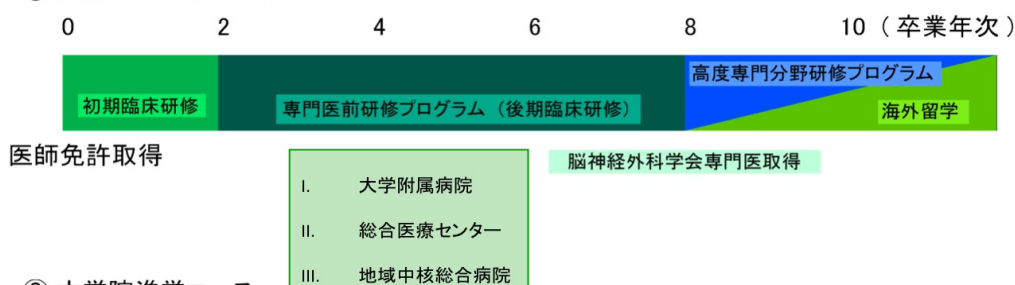 0 2 4 6 8 10 （卒業年次）
高度専門分野研修プログラム
初期臨床研修 専門医前研修プログラム（後期臨床研修） 海外留学
医師免許取得 脳神経外科学会専門医取得
I. 大学附属病院
II. 総合医療センター
III. 地域中核総合病院